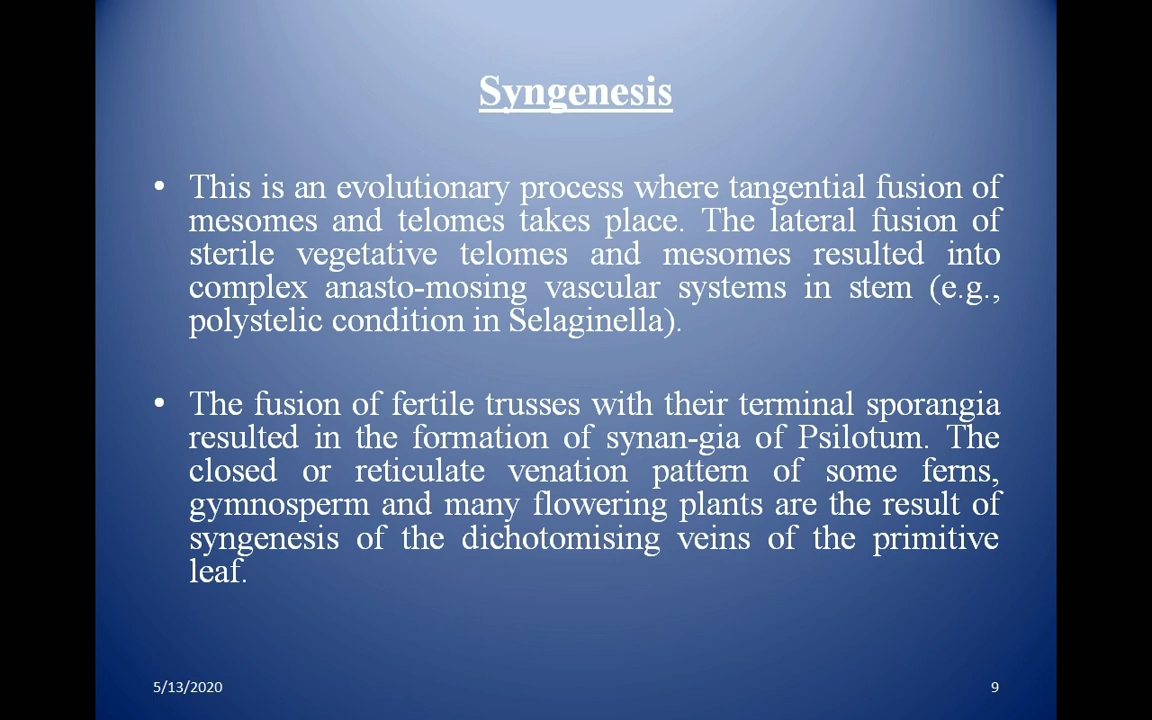 Syngenesis
• This is an evolutionary process where tangential fusion of
mesomes and telomes takes place. The lateral fusion of
sterile vegetative telomes and mesomes resulted into
complex anasto-mosing vascular systems in stem (e.g.,
polystelic condition in Selaginella).
• The fusion of fertile trusses with their terminal sporangia
resulted in the formation of synan-gia of Psilotum. The
closed or reticulate venation pattern of some ferns,
gymnosperm and many flowering plants are the result of
syngenesis of the dichotomising veins of the primitive
leaf.
5/13/2020
9